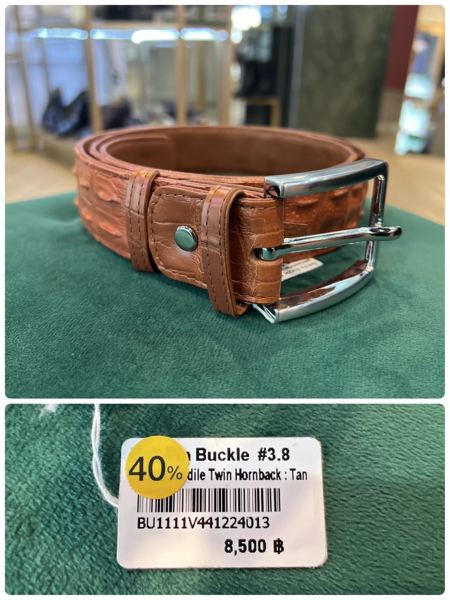 Buckle #3.8
40%
dile Twin Hornback : Tan
BU1111V441224013
8,500 ฿